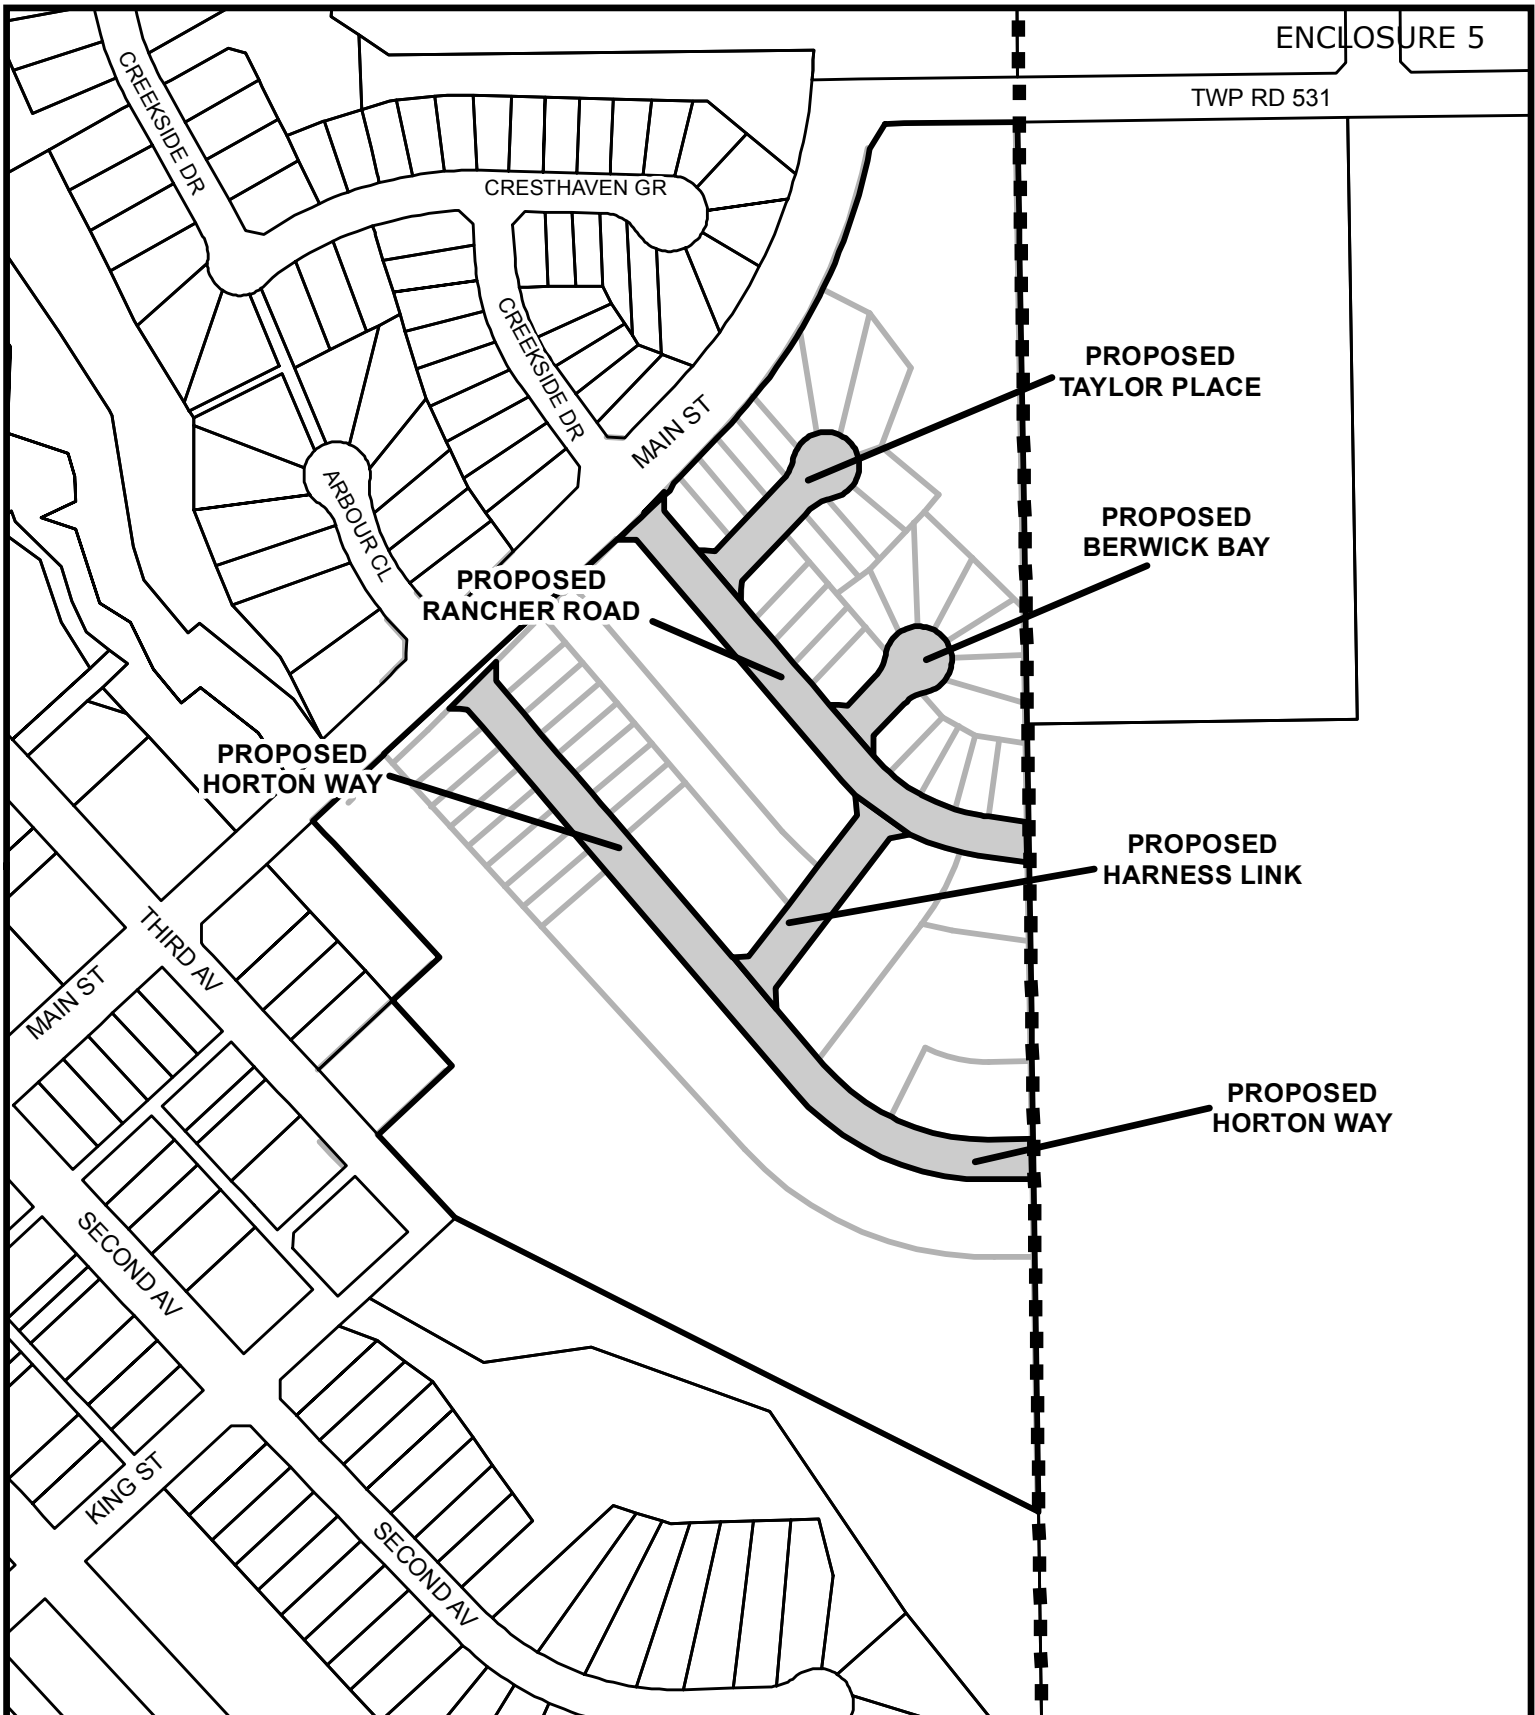 ENCLOSURE 5
TWP RD 531
CREEKSIDE DR
CRESTHAVEN GR
CREEKSIDE DR
PROPOSED
TAYLOR PLACE
MAIN ST
ARBOUR CL
PROPOSED
BERWICK BAY
PROPOSED
RANCHER ROAD
PROPOSED
HORTON WAY
PROPOSED
HARNESS LINK
THIRD AV
MAIN ST
PROPOSED
HORTON WAY
SECOND AV
KING ST
SECOND AV